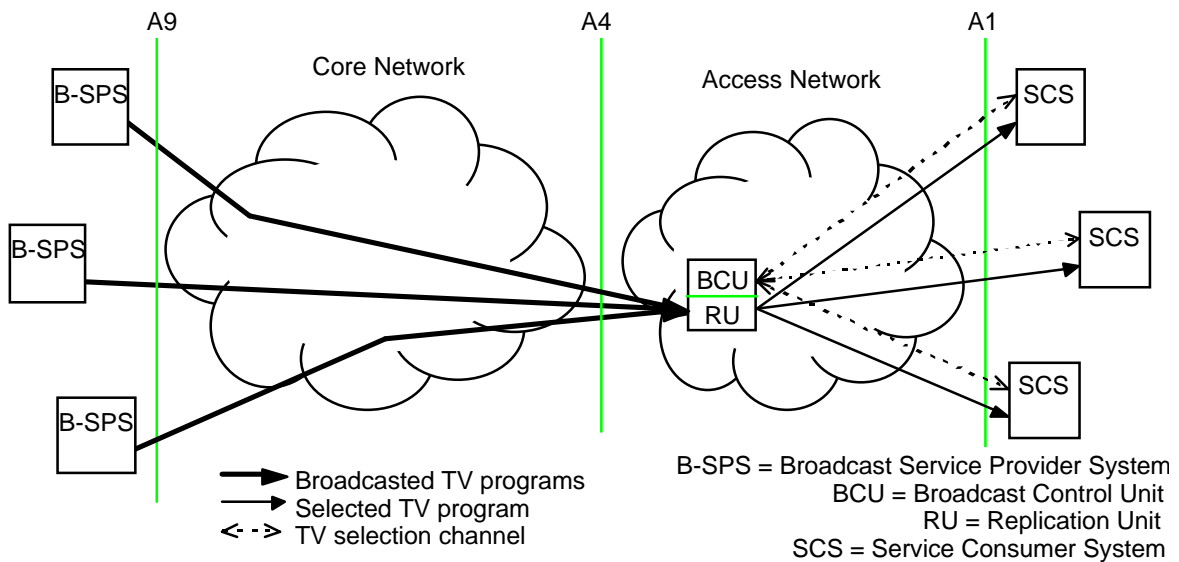 A9
A4
A1
Core Network
Access Network
B-SPS
SCS
B-SPS
SCS
BCU
RU
SCS
B-SPS
Broadcasted TV programs
Selected TV program
TV selection channel
B-SPS = Broadcast Service Provider System
BCU = Broadcast Control Unit
RU = Replication Unit
SCS = Service Consumer System